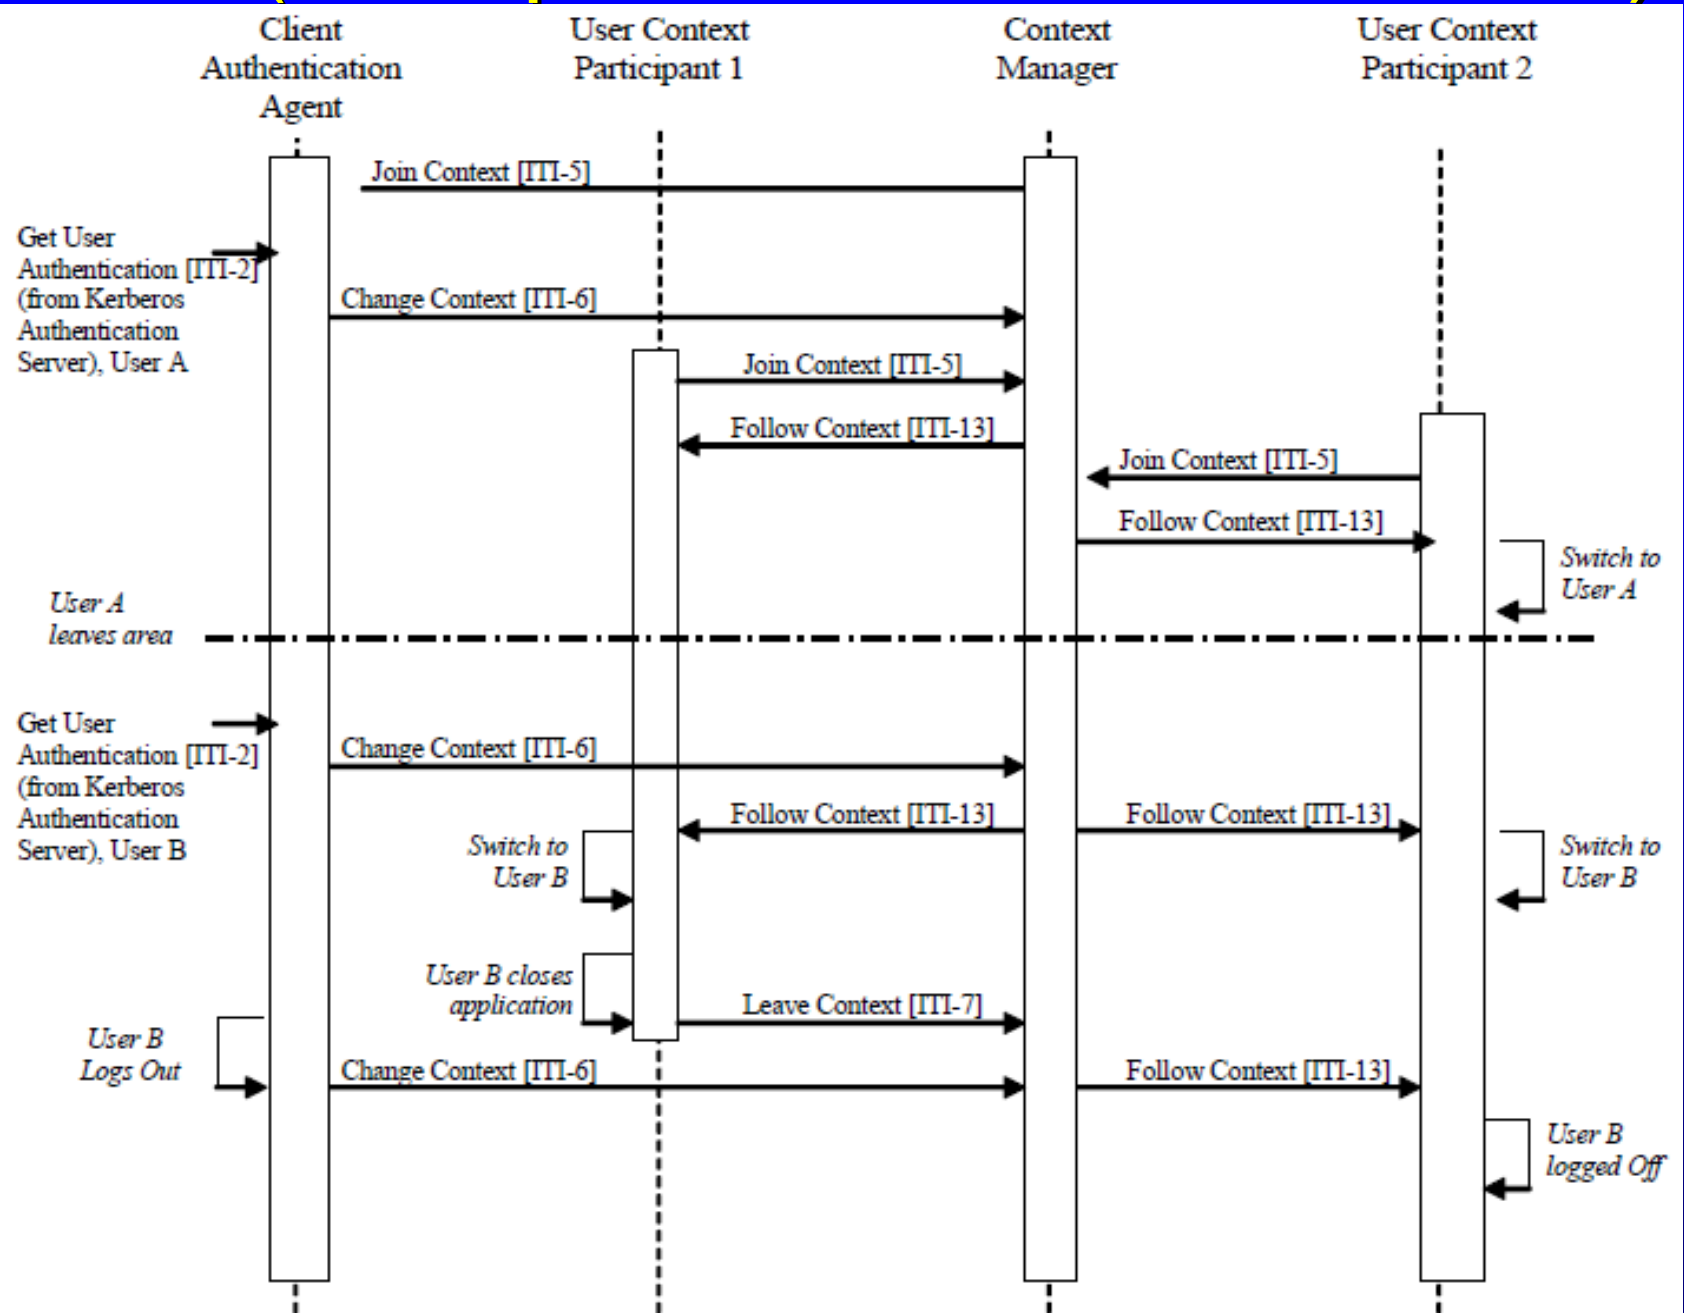 Client
Authentication
Agent
User Context
Participant 1
Context
Manager
User Context
Participant 2
Join Context [ITI-5]
Get User
Authentication [ITI-2]
(from Kerberos
Authentication
Server), User A
Change Context [ITI-6]
Join Context [ITI-5]
Follow Context [ITI-13]
Join Context [ITI-5]
Follow Context [ITI-13]
Switch to
User A
User A
leaves area
Get User
Authentication [ITI-2]
(from Kerberos
Authentication
Server), User B
Change Context [ITI-6]
Follow Context [ITI-13]
Follow Context [ITI-13]
Switch to
User B
Switch to
User B
User B closes
application
Leave Context [ITI-7]
User B
Logs Out
Change Context [ITI-6]
Follow Context [ITI-13]
User B
logged Off